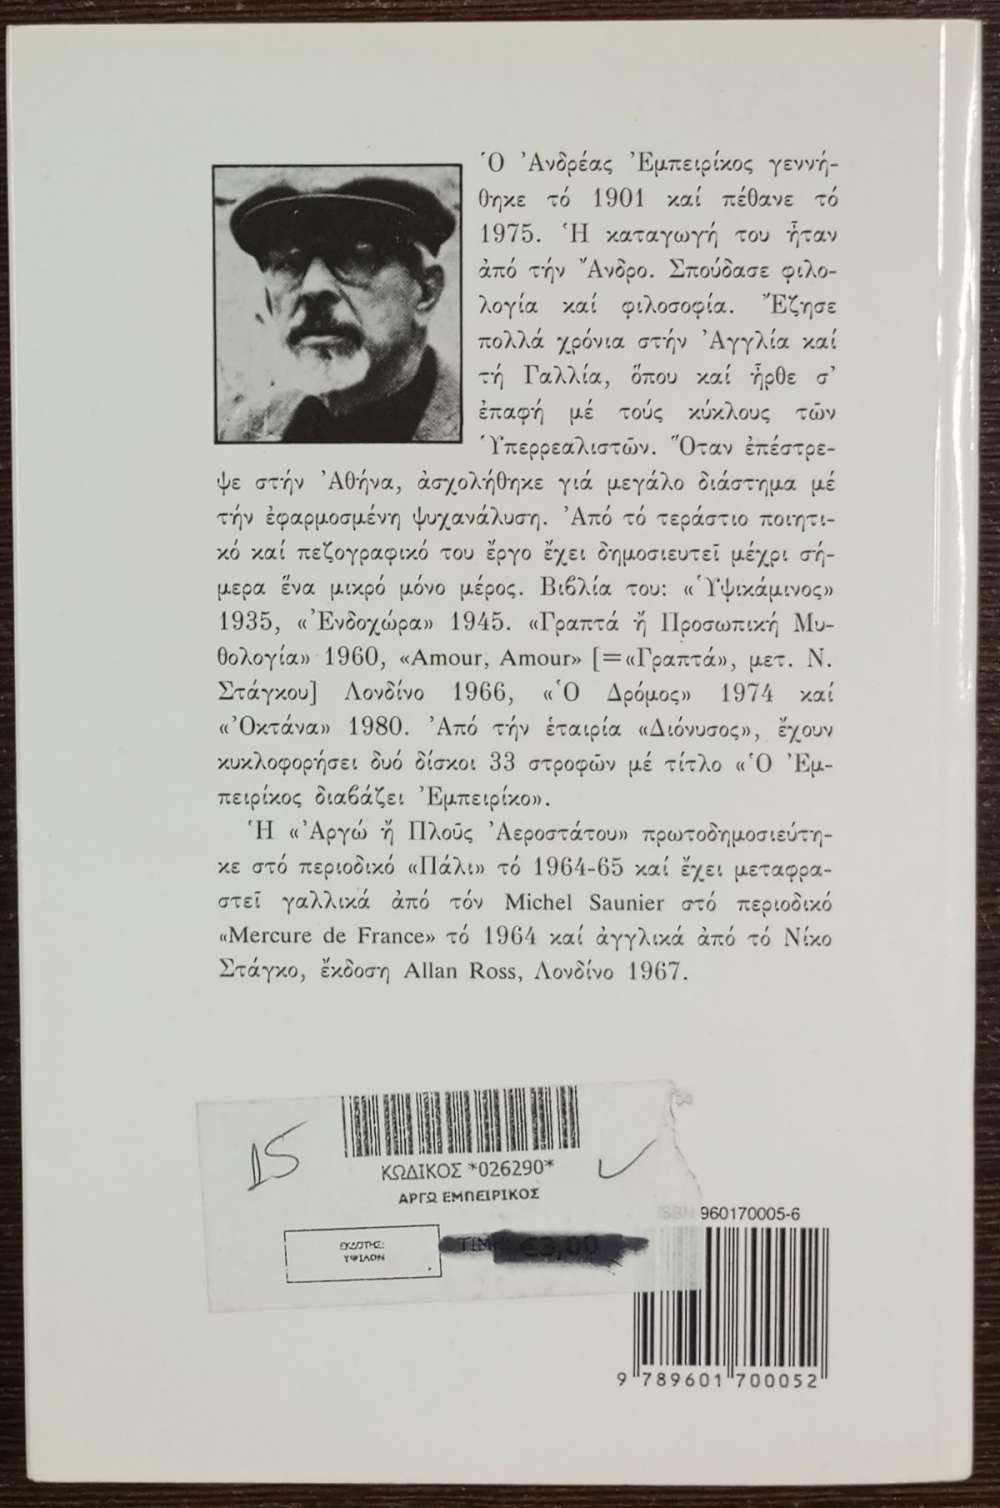 Ὁ Ἀνδρέας Ἐμπειρίκος γεννή-
θηκε τό 1901 καί πέθανε τό
1975. Ἡ καταγωγή του ἦταν
ἀπό τήν Ἄνδρο. Σπούδασε φιλο-
λογία καί φιλοσοφία. Ἔζησε
πολλά χρόνια στήν Ἀγγλία καί
τή Γαλλία, ὅπου καί ἦρθε σ'
ἐπαφή μέ τούς κύκλους τῶν
Ὑπερρεαλιστῶν. Ὅταν ἐπέστρε-
ψε στήν Ἀθήνα, ἀσχολήθηκε γιά μεγάλο διάστημα μέ
τήν ἐφαρμοσμένη ψυχανάλυση. Ἀπό τό τεράστιο ποιητι-
κό καί πεζογραφικό του ἔργο ἔχει δημοσιευτεῖ μέχρι σή-
μερα ἕνα μικρό μόνο μέρος. Βιβλία του: «Ὑψικάμινος»
1935, «Ἐνδοχώρα» 1945. «Γραπτά ἤ Προσωπική Μυ-
θολογία» 1960, «Amour, Amour» [=«Γραπτά», μετ. Ν.
Στάγκου] Λονδίνο 1966, «Ὁ Δρόμος» 1974 καί
«Ὀκτάνα» 1980. Ἀπό τήν ἑταιρία «Διόνυσος», ἔχουν
κυκλοφορήσει δυό δίσκοι 33 στροφῶν μέ τίτλο «Ὁ Ἐμ-
πειρίκος διαβάζει Ἐμπειρίκο».
Ἡ «Ἀργώ ἤ Πλοῦς Ἀεροστάτου» πρωτοδημοσιεύτη-
κε στό περιοδικό «Πάλι» τό 1964-65 καί ἔχει μεταφρα-
στεῖ γαλλικά ἀπό τόν Michel Saunier στό περιοδικό
«Mercure de France» τό 1964 καί ἀγγλικά ἀπό τό Νίκο
Στάγκο, ἔκδοση Allan Ross, Λονδίνο 1967.
ΚΩΔΙΚΟΣ *026290*
ΑΡΓΩ ΕΜΠΕΙΡΙΚΟΣ
ΕΚΔΟΤΗΣ:
ΥΨΙΛΟΝ
ΤΙΜΗ €3,00
ISBN 960170005-6
9 789601 700052